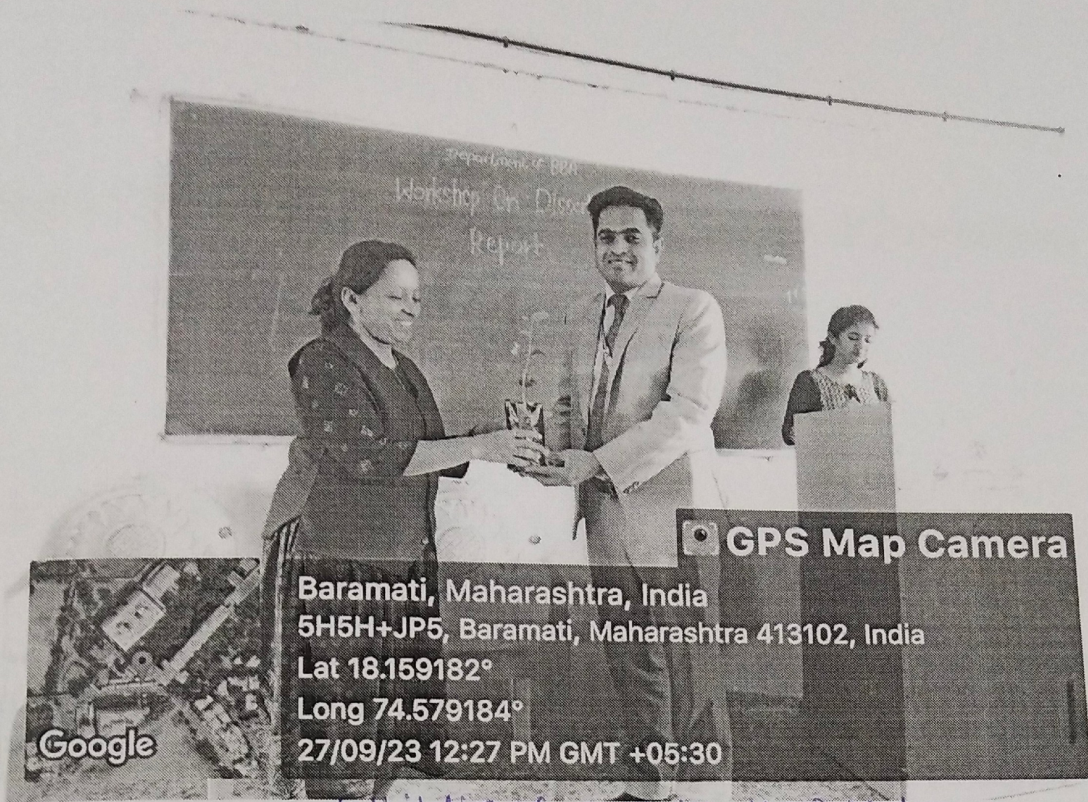 Department of BBA
Workshop On
Report
GPS Map Camera
Baramati, Maharashtra, India
5H5H+JP5, Baramati, Maharashtra 413102, India
Lat 18.159182°
Long 74.579184°
27/09/23 12:27 PM GMT +05:30
Google